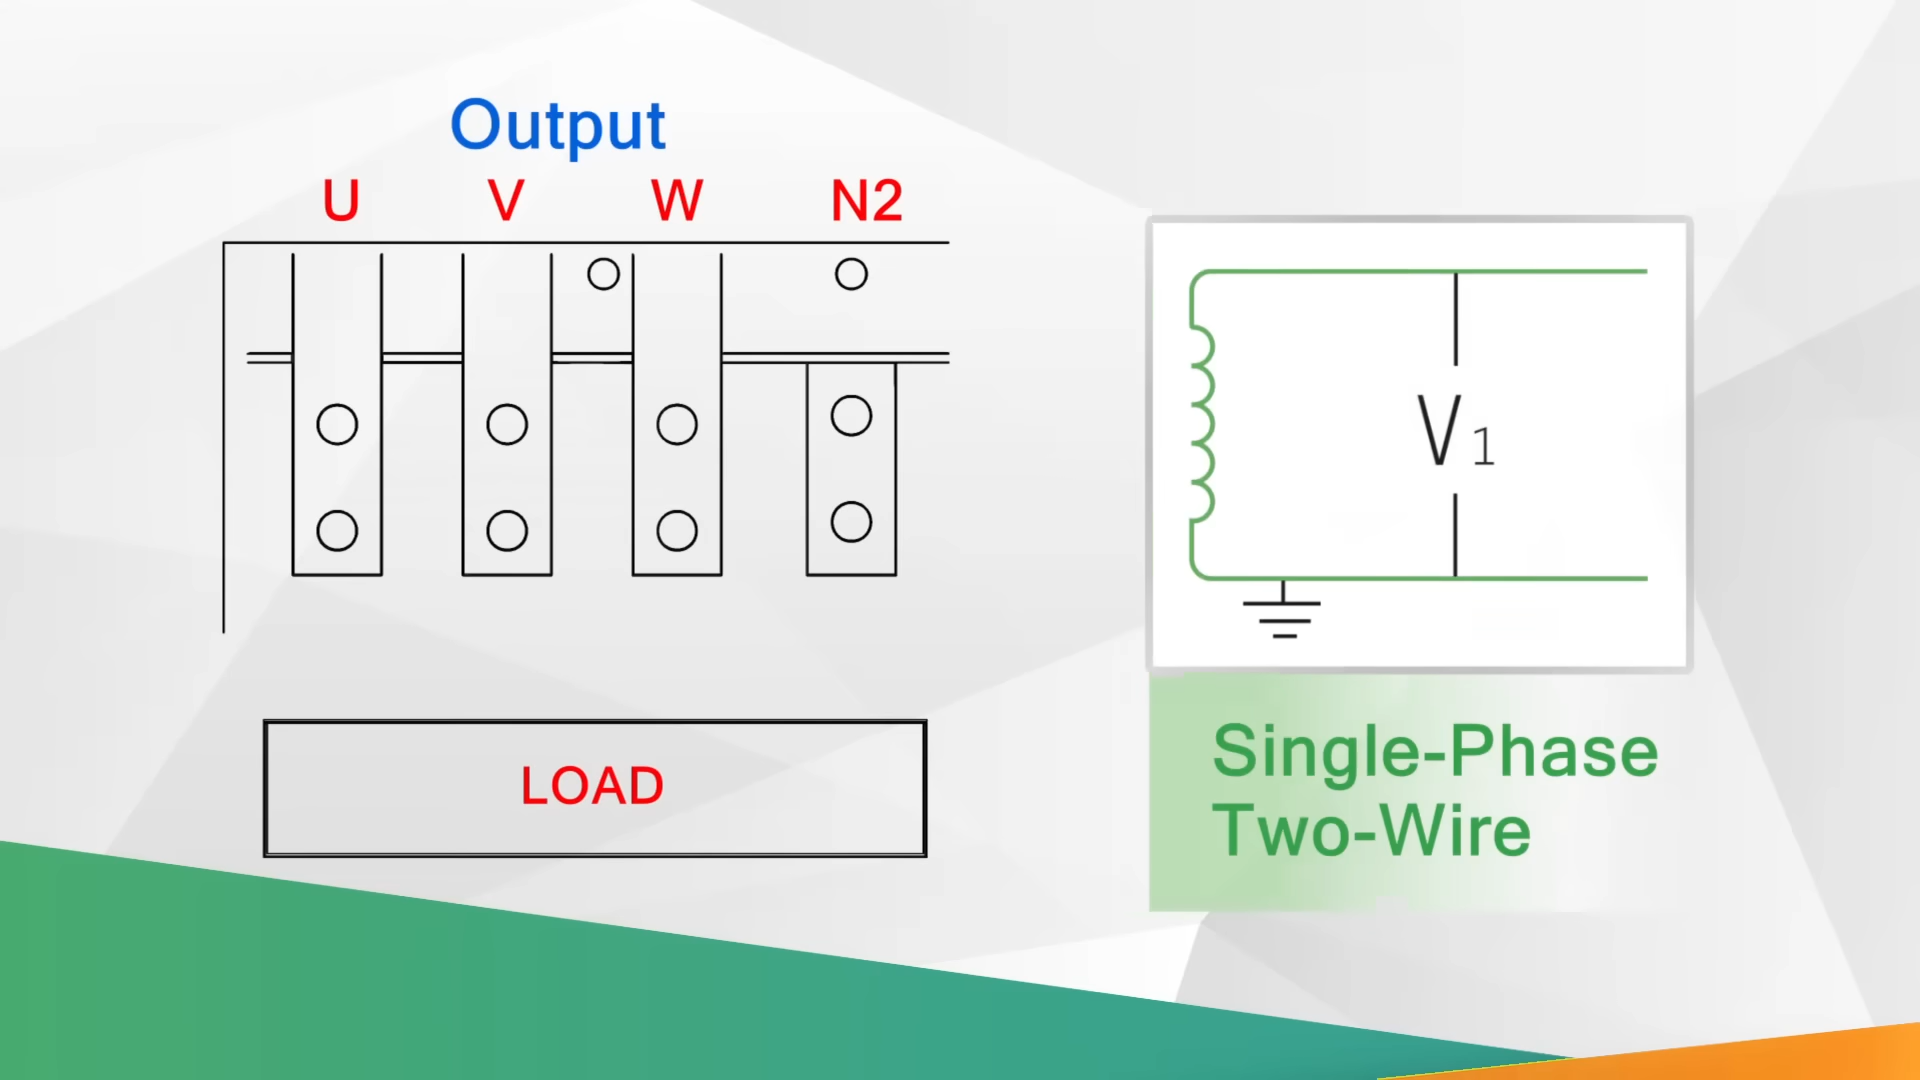 Output
U V W N2
LOAD
V1
Single-Phase
Two-Wire